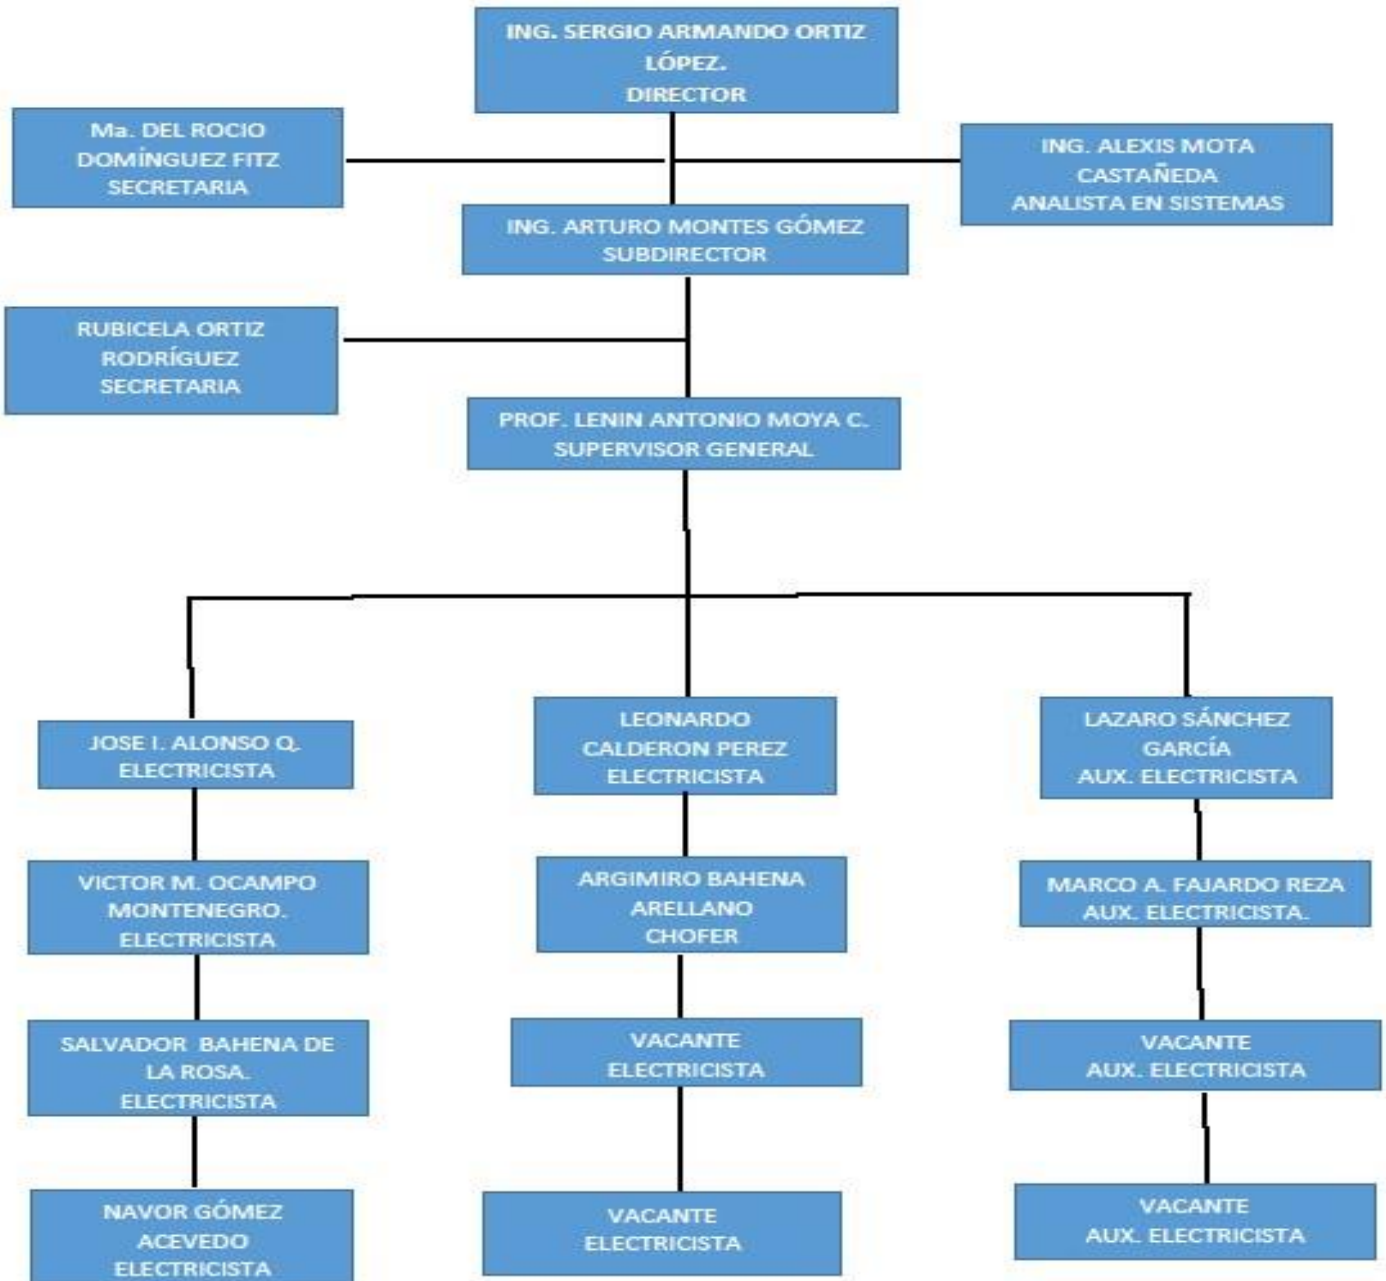 ING. SERGIO ARMANDO ORTIZ
LÓPEZ.
DIRECTOR
Ma. DEL ROCIO
DOMÍNGUEZ FITZ
SECRETARIA
ING. ALEXIS MOTA
CASTAÑEDA
ANALISTA EN SISTEMAS
ING. ARTURO MONTES GÓMEZ
SUBDIRECTOR
RUBICELA ORTIZ
RODRÍGUEZ
SECRETARIA
PROF. LENIN ANTONIO MOYA C.
SUPERVISOR GENERAL
JOSE I. ALONSO Q.
ELECTRICISTA
LEONARDO
CALDERON PEREZ
ELECTRICISTA
LAZARO SÁNCHEZ
GARCÍA
AUX. ELECTRICISTA
VICTOR M. OCAMPO
MONTENEGRO.
ELECTRICISTA
ARGIMIRO BAHENA
ARELLANO
CHOFER
MARCO A. FAJARDO REZA
AUX. ELECTRICISTA.
SALVADOR BAHENA DE
LA ROSA.
ELECTRICISTA
VACANTE
ELECTRICISTA
VACANTE
AUX. ELECTRICISTA
NAVOR GÓMEZ
ACEVEDO
ELECTRICISTA
VACANTE
ELECTRICISTA
VACANTE
AUX. ELECTRICISTA